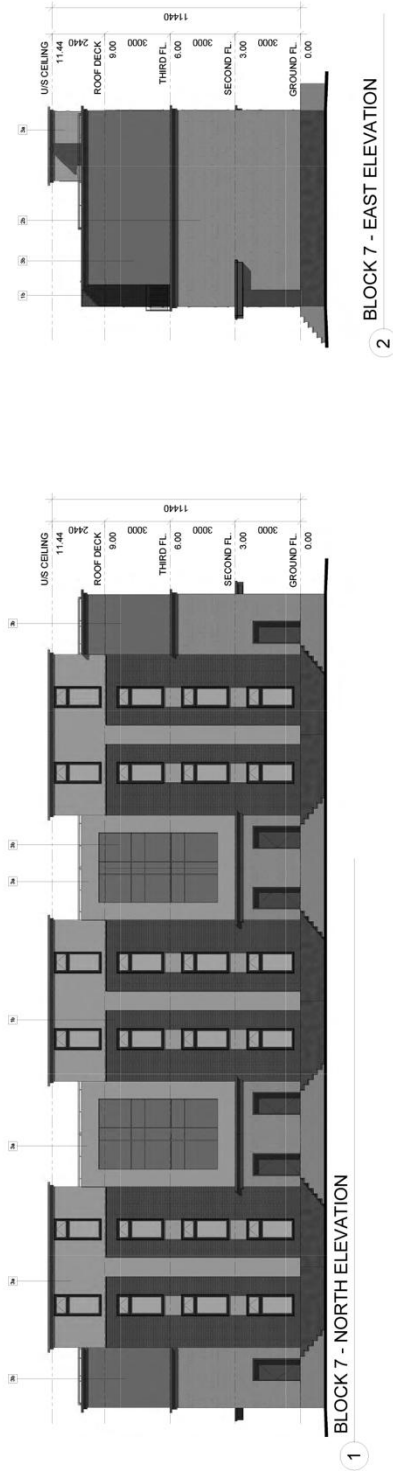 BLOCK 7 - NORTH ELEVATION
1
U/S CEILING
11.44
ROOF DECK
9.00
THIRD FL.
6.00
SECOND FL.
3.00
GROUND FL.
0.00
2440
3000
3000
3000
11440
BLOCK 7 - EAST ELEVATION
2
U/S CEILING
11.44
ROOF DECK
9.00
THIRD FL.
6.00
SECOND FL.
3.00
GROUND FL.
0.00
2440
3000
3000
3000
11440